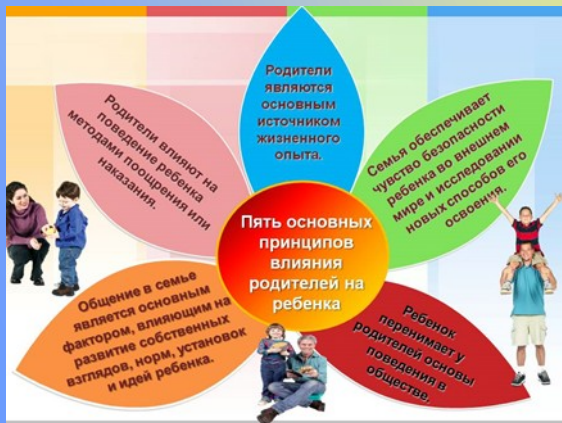 Родители
являются
основным
источником
жизненного
опыта.
Семья обеспечивает
чувство безопасности
ребенка во внешнем
мире и исследовании
новых способов его
освоения.
Ребенок
перенимает у
родителей основы
поведения в
обществе.
Общение в семье
является основным
фактором, влияющим на
развитие собственных
взглядов, норм, установок
и идей ребенка.
Родители влияют на
поведение ребенка
методами поощрения или
наказания.
Пять основных
принципов
влияния
родителей на
ребенка